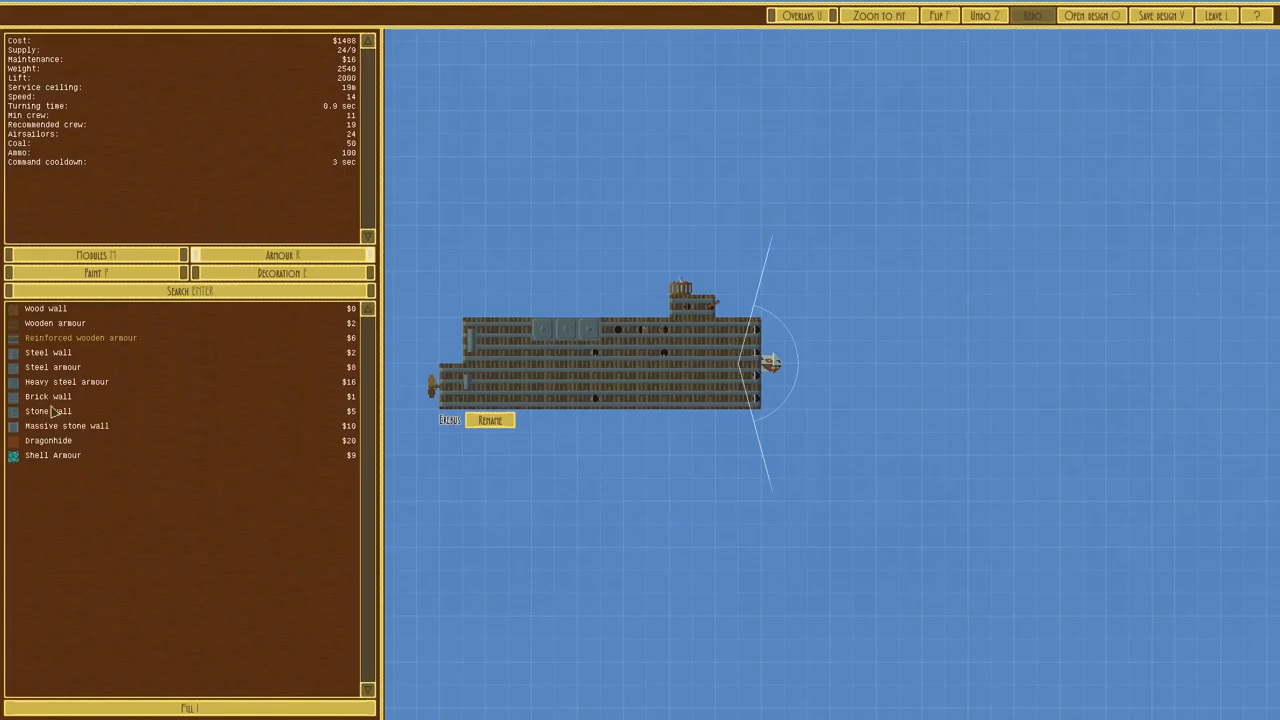 Overlays U
Zoom to fit
Flip F
Undo Z
Redo
Open design O
Save design V
Leave L
?
Cost: $1488
Supply: 24/9
Maintenance: $16
Weight: 2540
Lift: 2000
Service ceiling: 19m
Speed: 14
Turning time: 0.9 sec
Min crew: 11
Recommended crew: 19
Airsailors: 24
Coal: 50
Ammo: 100
Command cooldown: 3 sec
Modules M
Armour R
Paint P
Decoration E
Search ENTER
Wood wall $0
Wooden armour $2
Reinforced wooden armour $6
Steel wall $2
Steel armour $8
Heavy steel armour $16
Brick wall $1
Stone wall $5
Massive stone wall $10
Dragonhide $20
Shell Armour $9
Fill I
Erebus
Rename